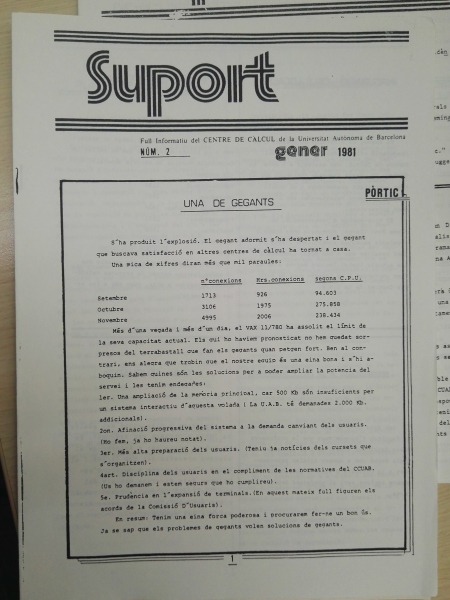 Suport
Full Informatiu del CENTRE DE CALCUL de la Universitat Autònoma de Barcelona
NÚM. 2 gener 1981
PÒRTIC
UNA DE GEGANTS
S'ha produit l'explosió. El gegant adormit s'ha despertat i el gegant
que buscava satisfacció en altres centres de càlcul ha tornat a casa.
Una mica de xifres diran més que mil paraules:
nºconexions Hrs.conexions segons C.P.U.
Setembre 1713 926 94.603
Octubre 3106 1975 275.858
Novembre 4995 2006 238.434
Més d'una vegada i més d'un dia, el VAX 11/780 ha assolit el límit de
la seva capacitat actual. Els qui ho havíem pronosticat no hem quedat sor-
presos del terrabastall que fan els gegants quan peguen fort. Ben al con-
trari, ens alegra que trobin que el nostre equip és una eina bona i s'hi a-
boquin. Sabem quines són les solucions per a poder ampliar la potència del
servei i les tenim endegades:
1er. Una ampliació de la memòria principal, car 500 Kb són insuficients per
un sistema interactiu d'aquesta volada ( La U.A.B. té demanades 2.000 Kb.
addicionals).
2on. Afinació progressiva del sistema a la demanda canviant dels usuaris.
(Ho fem, ja ho haureu notat).
3er. Més alta preparació dels usuaris. (Teniu ja notícies dels cursets que
s'organitzen).
4art. Disciplina dels usuaris en el compliment de les normatives del CCUAB.
(Us ho demanem i estem segurs que ho complireu).
5e. Prudència en l'expansió de terminals.(En aquest mateix full figuren els
acords de la Comissió D'Usuaris).
En resum: Tenim una eina força poderosa i procurarem fer-ne un bon ús.
Ja se sap que els problemes de gegants volen solucions de gegants.
1